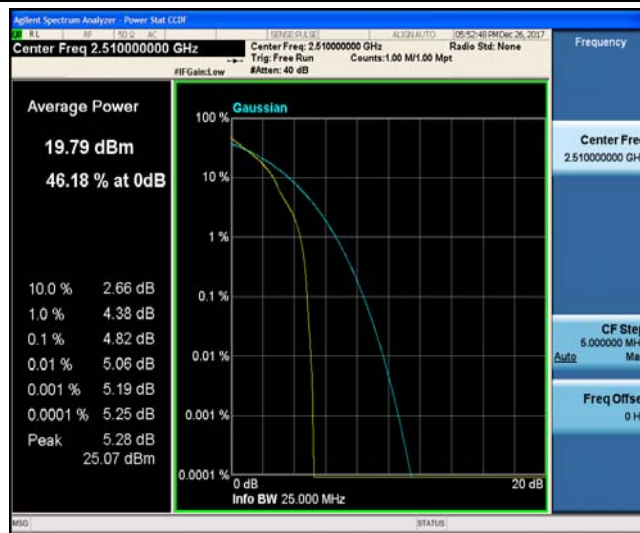 Agilent Spectrum Analyzer - Power Stat CCDF
RL RF 50 Ω AC SENSE:PULSE ALIGN AUTO 05:52:48 PM Dec 26, 2017
Center Freq 2.510000000 GHz
Center Freq: 2.510000000 GHz Radio Std: None
Trig: Free Run Counts:1.00 M/1.00 Mpt
#IFGain:Low #Atten: 40 dB
Frequency
Average Power
19.79 dBm
46.18 % at 0dB
10.0 % 2.66 dB
1.0 % 4.38 dB
0.1 % 4.82 dB
0.01 % 5.06 dB
0.001 % 5.19 dB
0.0001 % 5.25 dB
Peak 5.28 dB
25.07 dBm
Gaussian
100 %
10 %
1 %
0.1 %
0.01 %
0.001 %
0.0001 %
0 dB 20 dB
Info BW 25.000 MHz
Center Fre
2.510000000 GH
CF Step
5.000000 MH
Auto Ma
Freq Offse
0 H
MSG STATUS